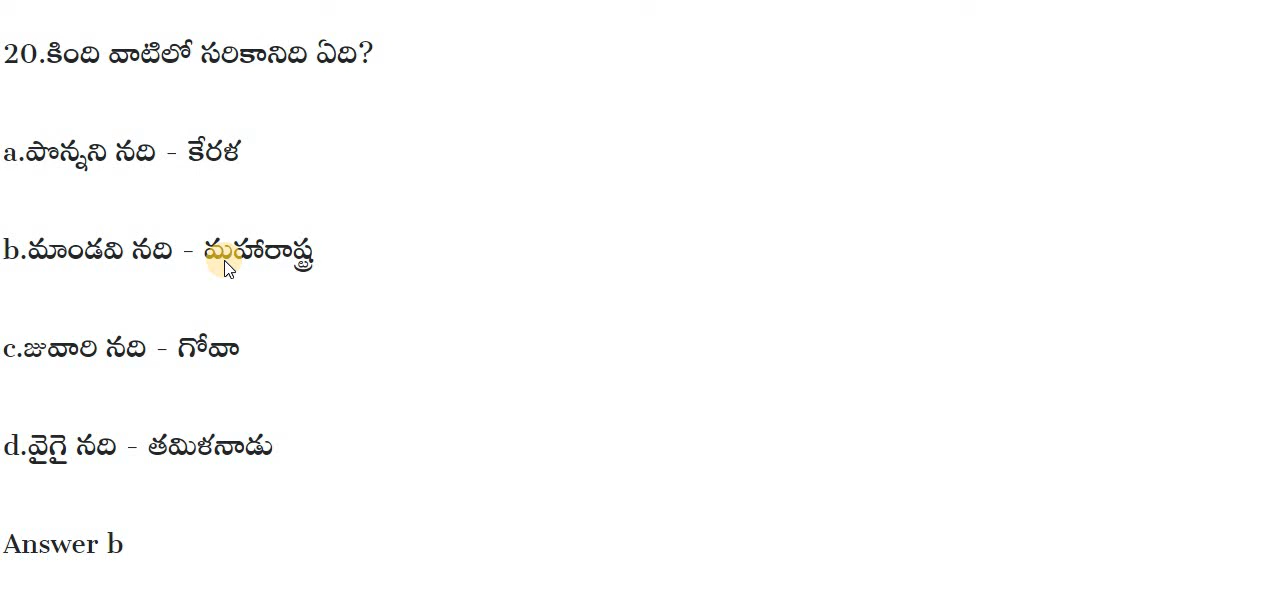 20.కింది వాటిలో సరికానిది ఏది?
a.పొన్నని నది - కేరళ
b.మాండవి నది - మహారాష్ట్ర
c.జువారి నది - గోవా
d.వైగై నది - తమిళనాడు
Answer b